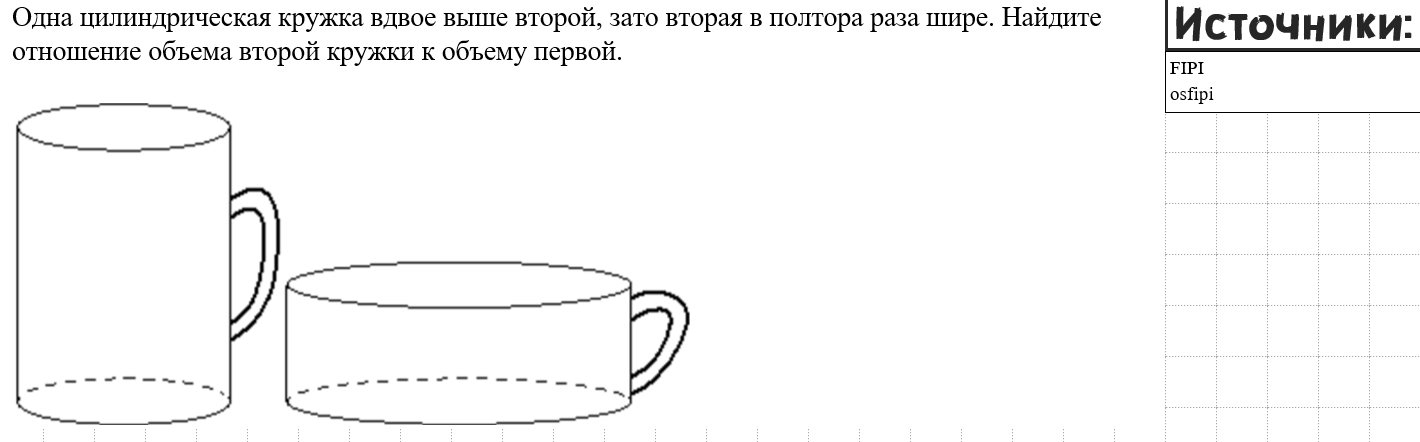 Одна цилиндрическая кружка вдвое выше второй, зато вторая в полтора раза шире. Найдите
отношение объема второй кружки к объему первой.
Источники:
FIPI
osfipi